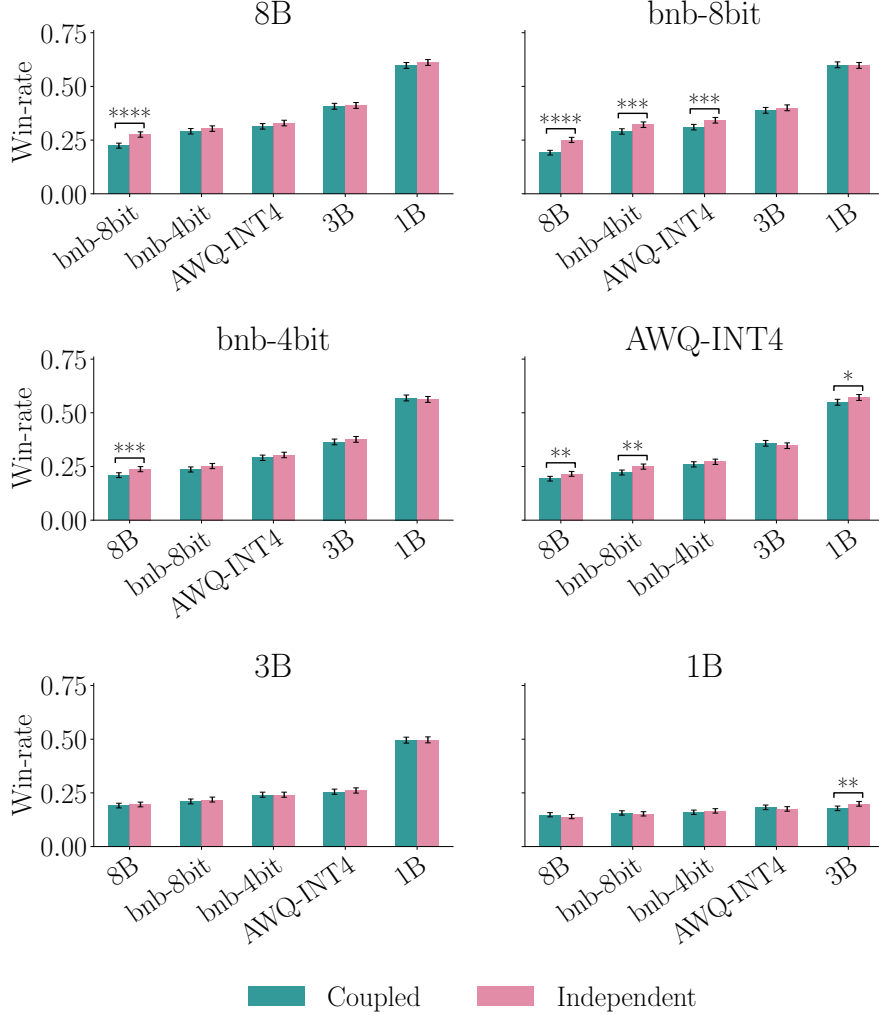 8B
bnb-8bit
Win-rate
0.75
0.50
0.25
0.00
****
bnb-8bit
bnb-4bit
AWQ-INT4
3B
1B
****
***
***
8B
bnb-4bit
AWQ-INT4
3B
1B
bnb-4bit
AWQ-INT4
Win-rate
0.75
0.50
0.25
0.00
***
8B
bnb-8bit
AWQ-INT4
3B
1B
**
**
*
8B
bnb-8bit
bnb-4bit
3B
1B
3B
1B
Win-rate
0.75
0.50
0.25
0.00
8B
bnb-8bit
bnb-4bit
AWQ-INT4
1B
**
8B
bnb-8bit
bnb-4bit
AWQ-INT4
3B
Coupled
Independent